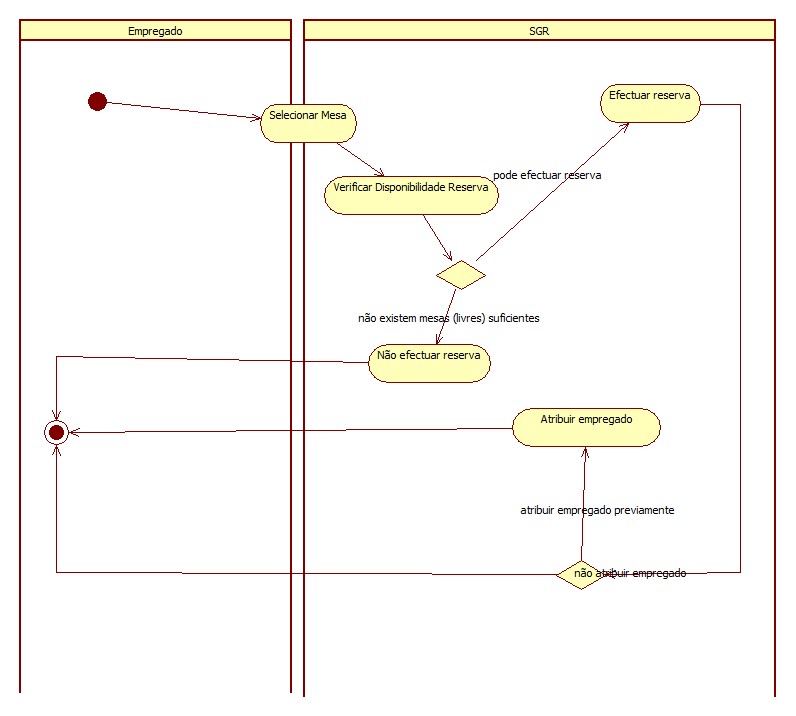 Empregado
SGR
Selecionar Mesa
Efectuar reserva
Verificar Disponibilidade Reserva
pode efectuar reserva
não existem mesas (livres) suficientes
Não efectuar reserva
Atribuir empregado
atribuir empregado previamente
não atribuir empregado